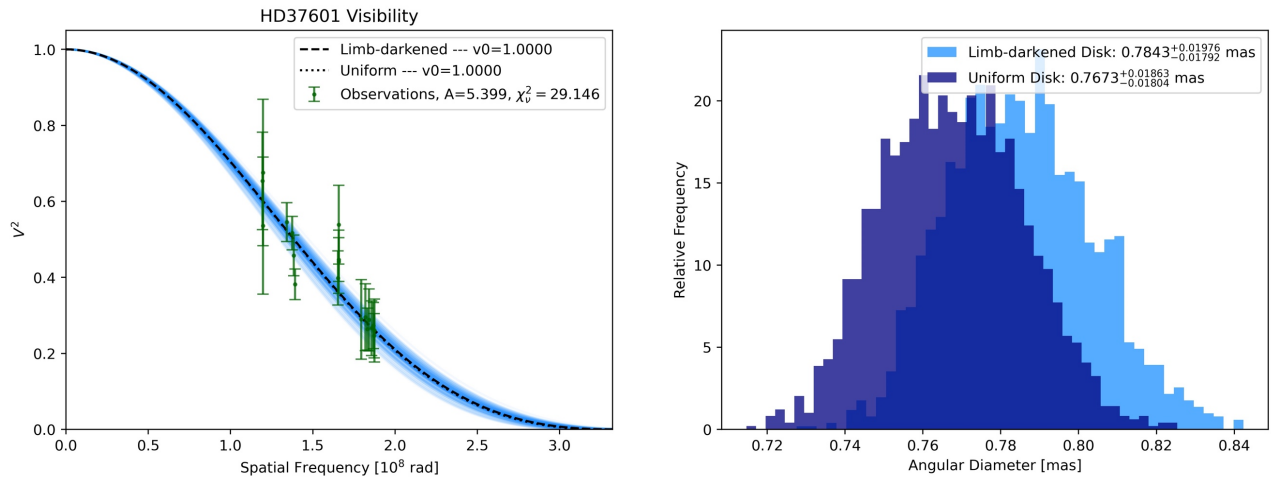 HD37601 Visibility
Limb-darkened --- v0=1.0000
Uniform --- v0=1.0000
Observations, A=5.399, χ²ᵥ = 29.146
V²
1.0
0.8
0.6
0.4
0.2
0.0
0.0 0.5 1.0 1.5 2.0 2.5 3.0
Spatial Frequency [10⁸ rad]
Limb-darkened Disk: 0.7843 +0.01976 −0.01792 mas
Uniform Disk: 0.7673 +0.01863 −0.01804 mas
Relative Frequency
20
15
10
5
0
0.72 0.74 0.76 0.78 0.80 0.82 0.84
Angular Diameter [mas]